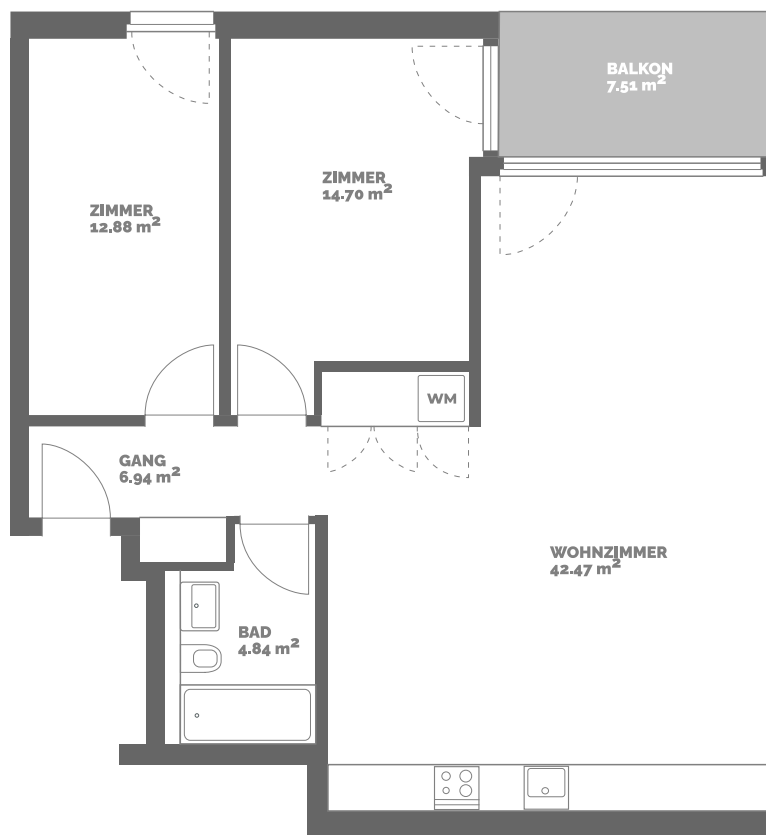 BALKON
7.51 m²
ZIMMER
14.70 m²
ZIMMER
12.88 m²
WM
GANG
6.94 m²
WOHNZIMMER
42.47 m²
BAD
4.84 m²